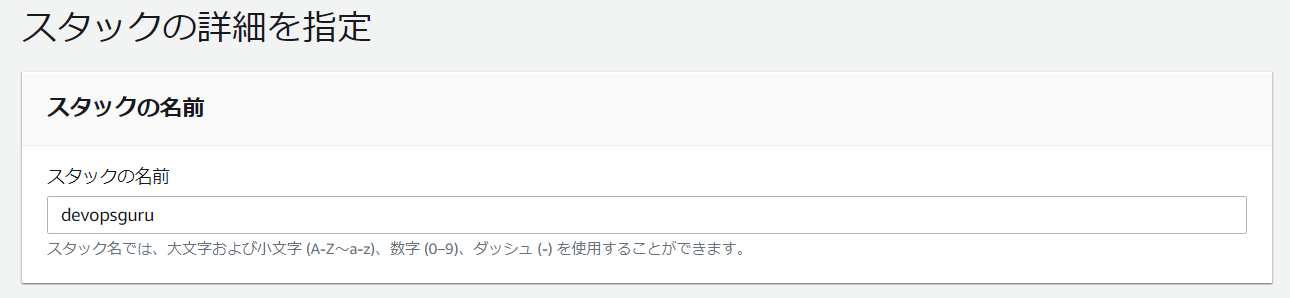 スタックの詳細を指定
スタックの名前
スタックの名前
devopsguru
スタック名では、大文字および小文字 (A-Z～a-z)、数字 (0–9)、ダッシュ (-) を使用することができます。